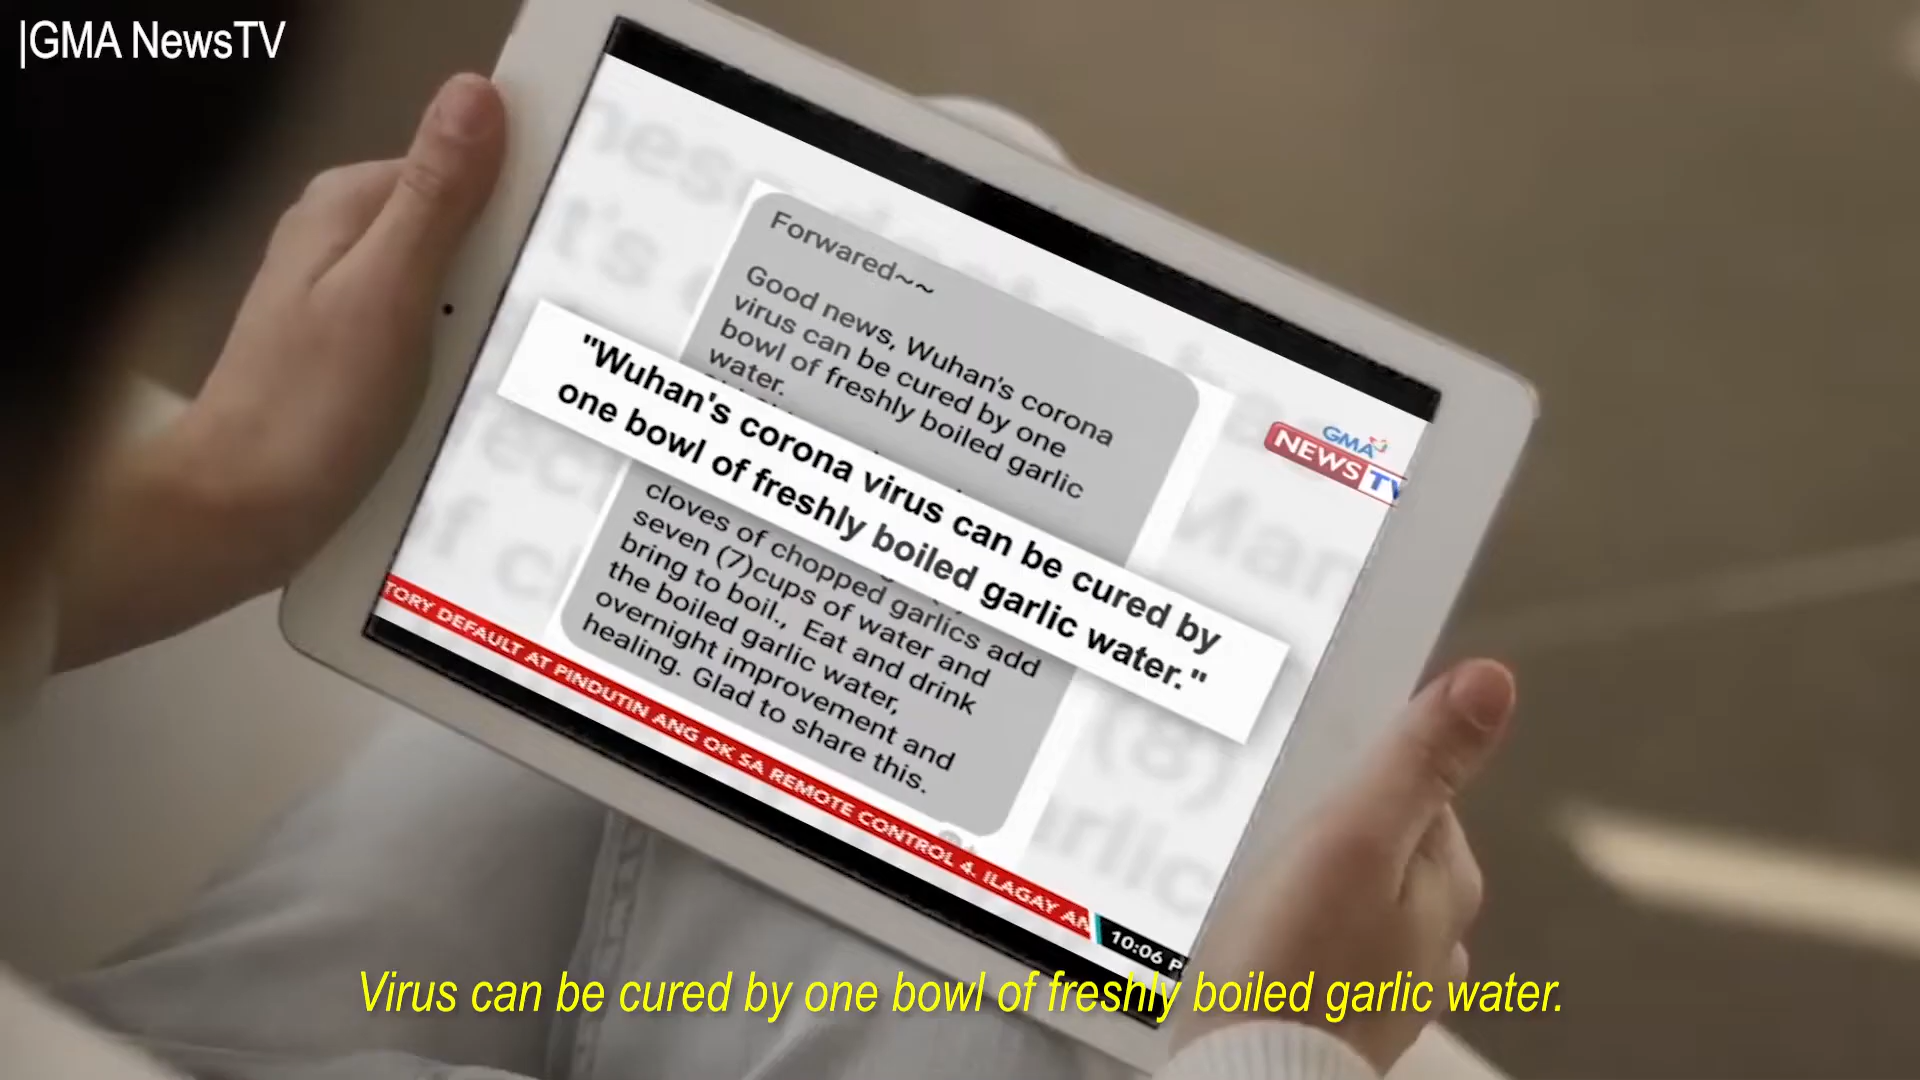 |GMA NewsTV
Forwared~~
Good news, Wuhan's corona
virus can be cured by one
bowl of freshly boiled garlic
water.
"Wuhan's corona virus can be cured by
one bowl of freshly boiled garlic water."
cloves of chopped garlics add
seven (7)cups of water and
bring to boil., Eat and drink
the boiled garlic water,
overnight improvement and
healing. Glad to share this.
GMA
NEWS TV
TORY DEFAULT AT PINDUTIN ANG OK SA REMOTE CONTROL 4. ILAGAY AN
10:06 P
Virus can be cured by one bowl of freshly boiled garlic water.